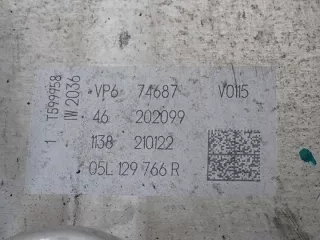 1 T599958
IW 2036
VP6 74687 V0115
46 202099
1138 210122
05L 129 766 R